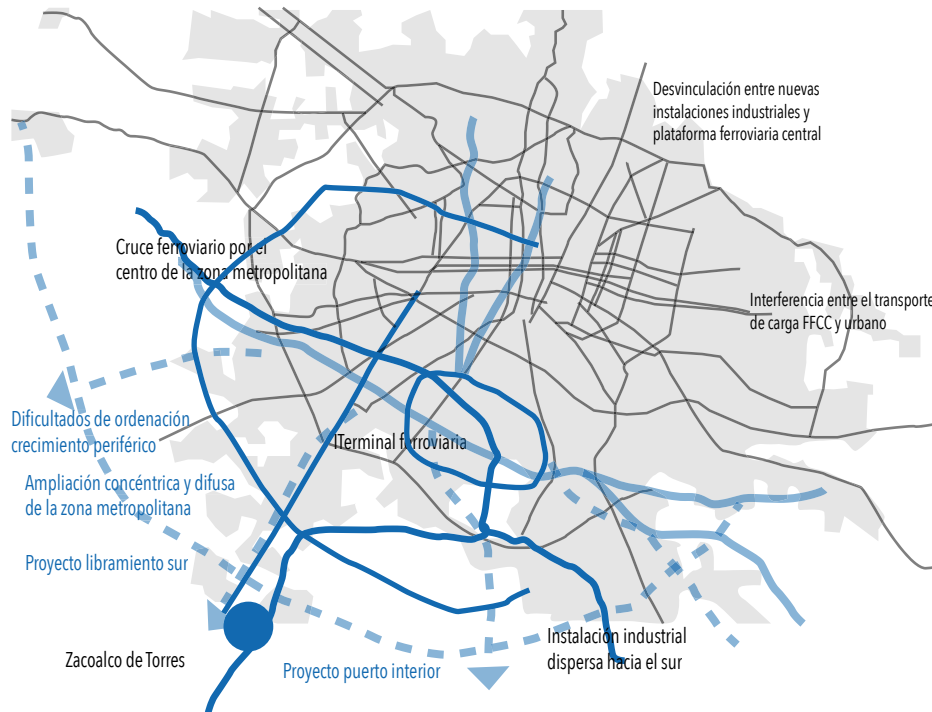 Desvinculación entre nuevas
instalaciones industriales y
plataforma ferroviaria central
Cruce ferroviario por el
centro de la zona metropolitana
Interferencia entre el transporte
de carga FFCC y urbano
Dificultados de ordenación
crecimiento periférico
lTerminal ferroviaria
Ampliación concéntrica y difusa
de la zona metropolitana
Proyecto libramiento sur
Zacoalco de Torres
Proyecto puerto interior
Instalación industrial
dispersa hacia el sur